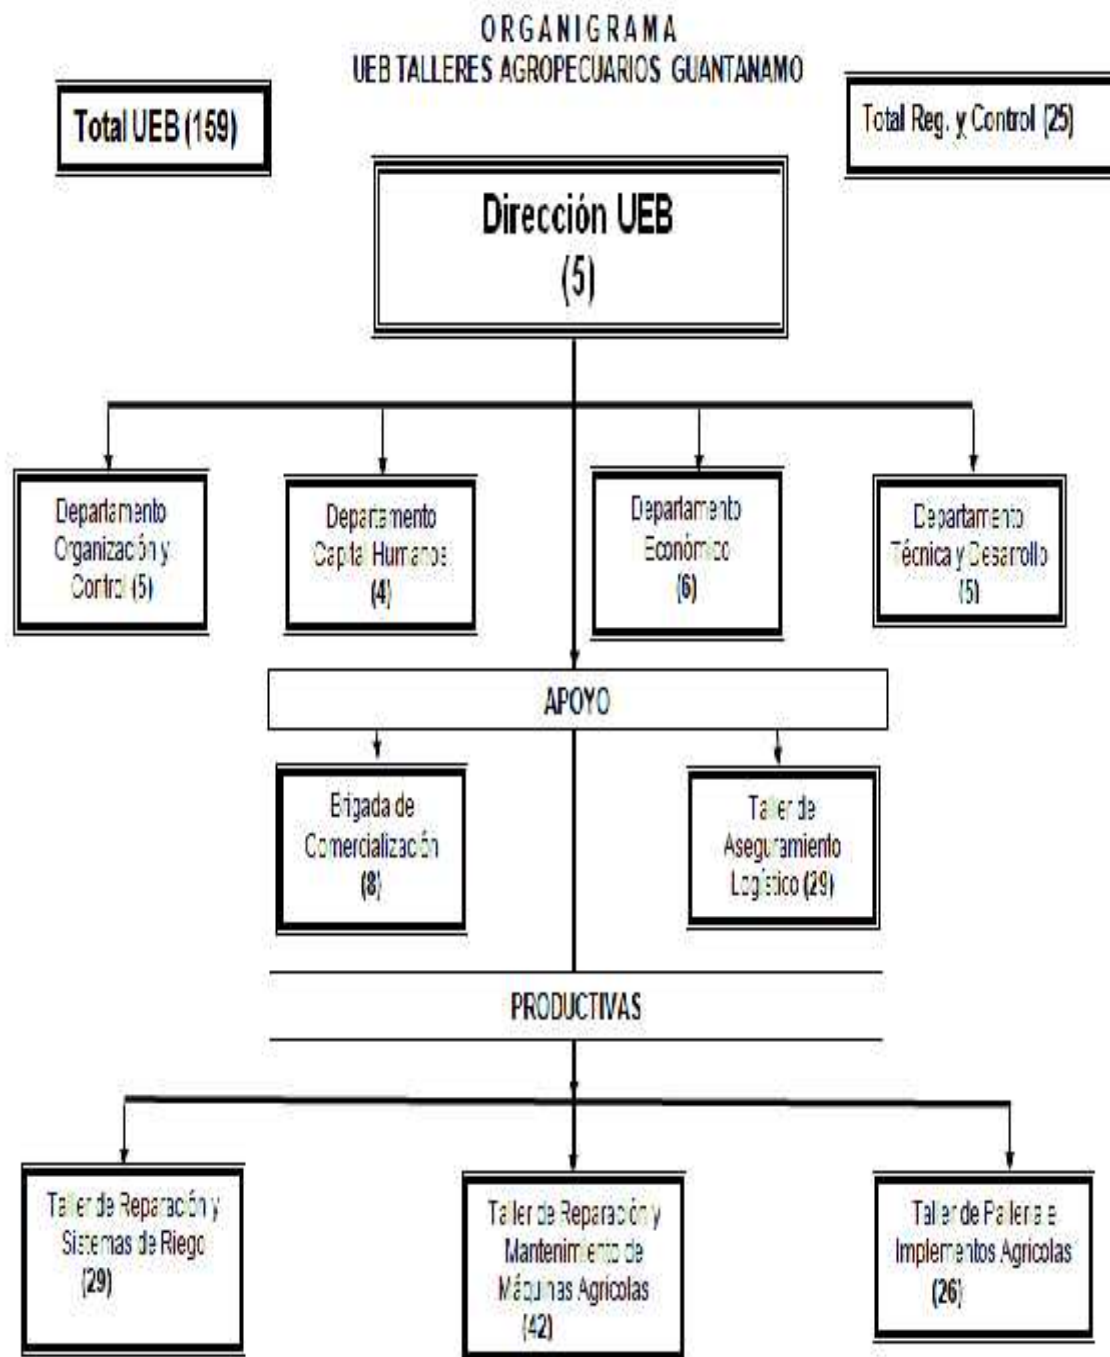 ORGANIGRAMA
UEB TALLERES AGROPECUARIOS GUANTANAMO
Total UEB (159)
Total Reg. y Control (25)
Dirección UEB
(5)
Departamento
Organización y
Control (5)
Departamento
Capital Humanos
(4)
Departamento
Económico
(6)
Departamento
Técnica y Desarrollo
(5)
APOYO
Brigada de
Comercialización
(8)
Taller de
Aseguramiento
Logístico (29)
PRODUCTIVAS
Taller de Reparación y
Sistemas de Riego
(29)
Taller de Reparación y
Mantenimiento de
Máquinas Agrícolas
(42)
Taller de Pailería e
Implementos Agrícolas
(26)